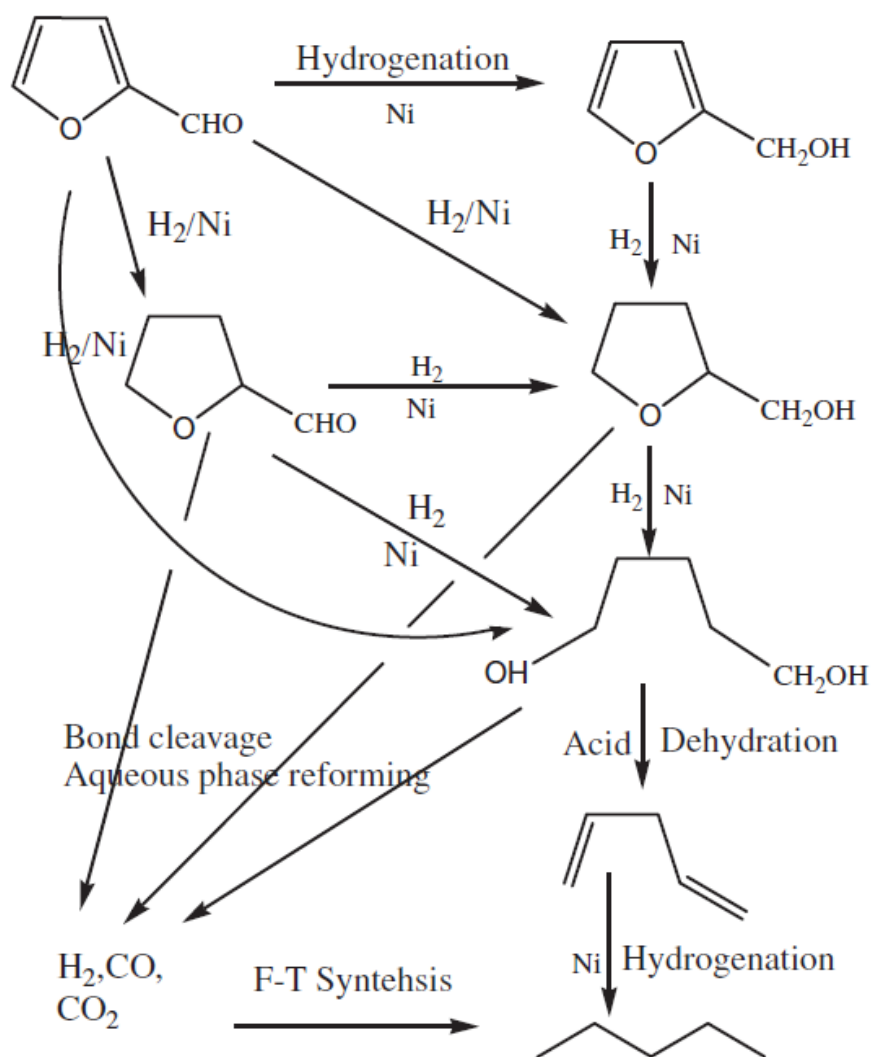 Hydrogenation
Ni
O
CHO
O
CH₂OH
H₂/Ni
H₂/Ni
H₂ Ni
H₂/Ni
H₂
Ni
O
CHO
O
CH₂OH
H₂
Ni
H₂ Ni
OH
CH₂OH
Bond cleavage
Aqueous phase reforming
Acid Dehydration
Ni Hydrogenation
H₂,CO,
CO₂
F-T Syntehsis